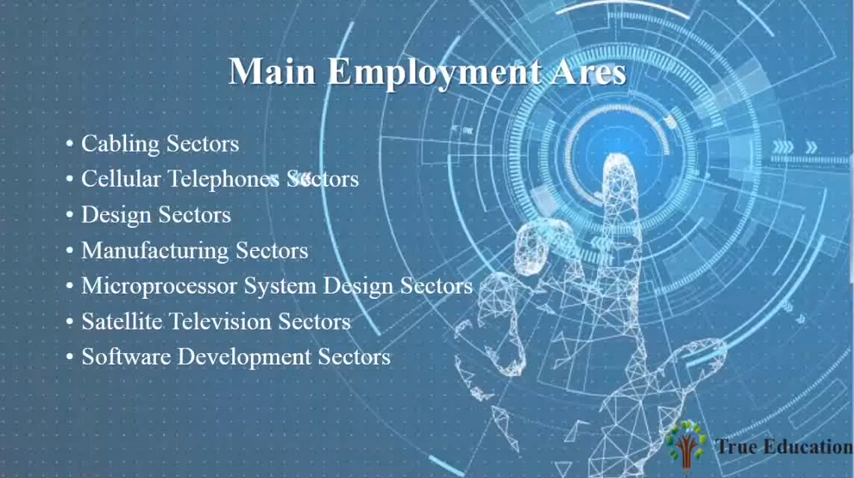 Main Employment Ares
• Cabling Sectors
• Cellular Telephones Sectors
• Design Sectors
• Manufacturing Sectors
• Microprocessor System Design Sectors
• Satellite Television Sectors
• Software Development Sectors
True Education